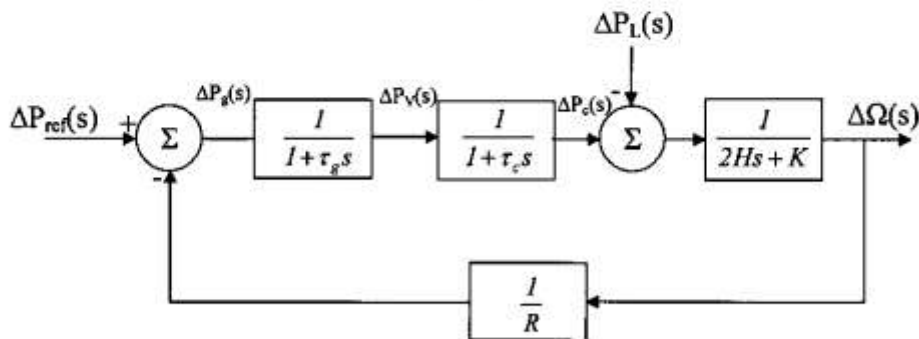 ΔP_L(s)
ΔP_ref(s)
+
Σ
-
ΔP_g(s)
1
1 + τ_g s
ΔP_V(s)
1
1 + τ_c s
ΔP_c(s)
-
Σ
1
2Hs + K
ΔΩ(s)
1
R